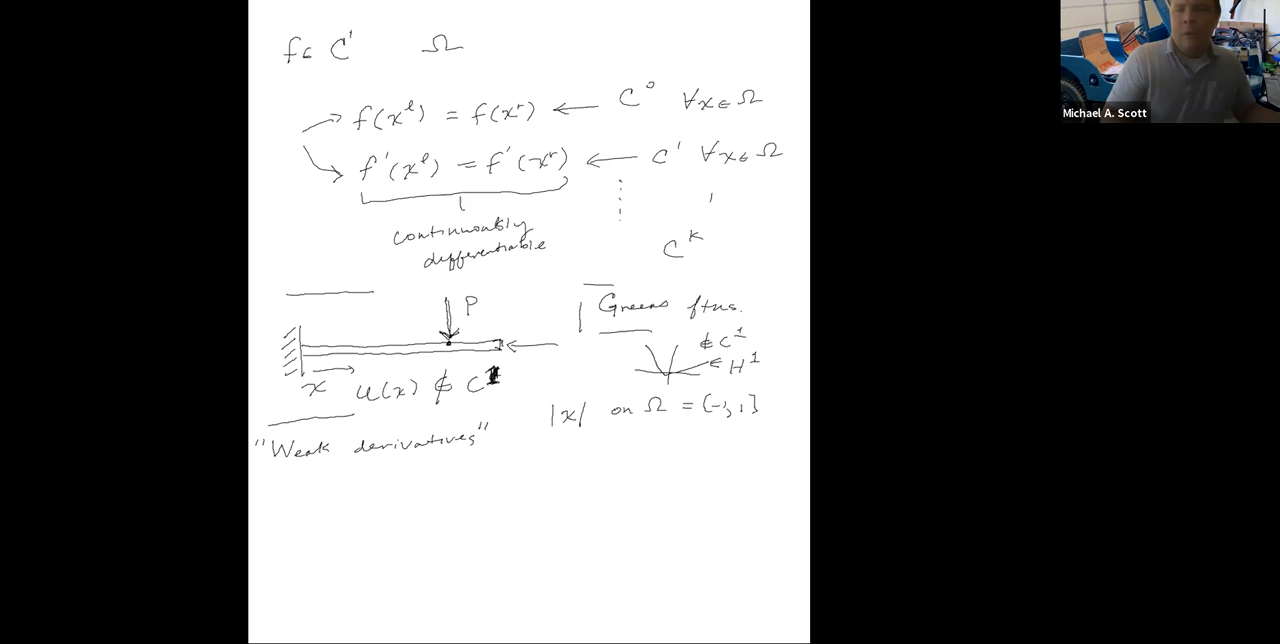 f ∈ C' Ω
f(xˡ) = f(xʳ) ← C⁰ ∀x∈Ω
f'(xˡ) = f'(xʳ) ← C' ∀x∈Ω
continuously
differentiable
Cᵏ
P
Greens ftns.
∉ C¹
← H¹
x u(x) ∉ C¹
|x| on Ω = [-1,1]
"Weak derivatives"
Michael A. Scott